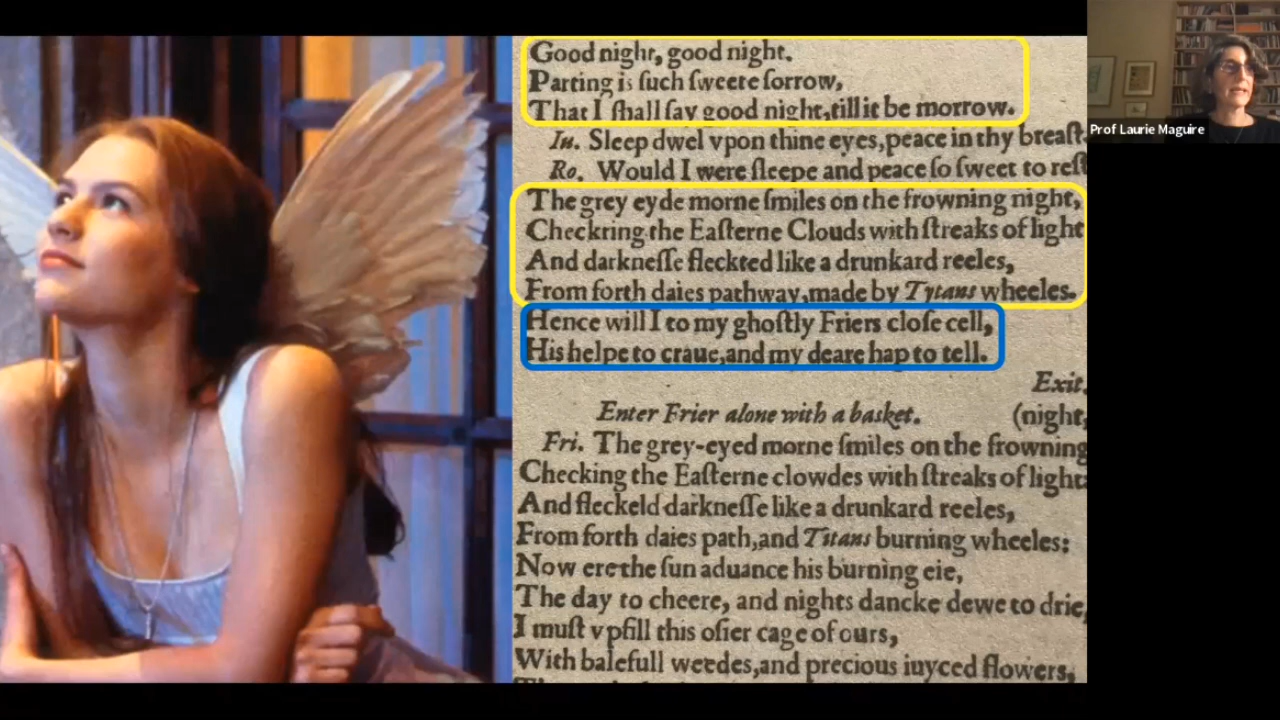 Good night, good night.
Parting is ſuch ſweete ſorrow,
That I ſhall ſay good night,till it be morrow.
Iu. Sleep dwel vpon thine eyes,peace in thy breaſt.
Ro. Would I were ſleepe and peace ſo ſweet to reſt
The grey eyde morne ſmiles on the frowning night,
Checkring the Eaſterne Clouds with ſtreaks of light
And darkneſſe fleckted like a drunkard reeles,
From forth daies pathway,made by Tytans wheeles.
Hence will I to my ghoſtly Friers cloſe cell,
His helpe to craue,and my deare hap to tell.
Exit.
Enter Frier alone with a basket. (night,
Fri. The grey-eyed morne ſmiles on the frowning
Checking the Eaſterne clowdes with ſtreaks of light:
And fleckeld darkneſſe like a drunkard reeles,
From forth daies path,and Titans burning wheeles:
Now ere the ſun aduance his burning eie,
The day to cheere, and nights dancke dewe to drie,
I muſt vpfill this oſier cage of ours,
With balefull weedes,and precious iuyced flowers,
Prof Laurie Maguire